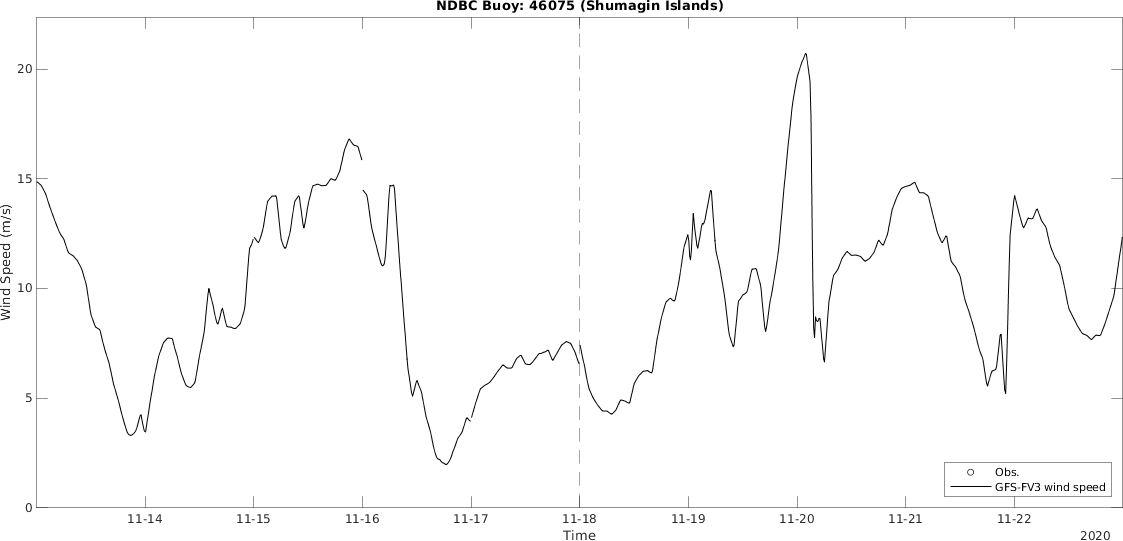 NDBC Buoy: 46075 (Shumagin Islands)
20
15
10
5
0
Wind Speed (m/s)
11-14 11-15 11-16 11-17 11-18 11-19 11-20 11-21 11-22
Time
2020
Obs.
GFS-FV3 wind speed